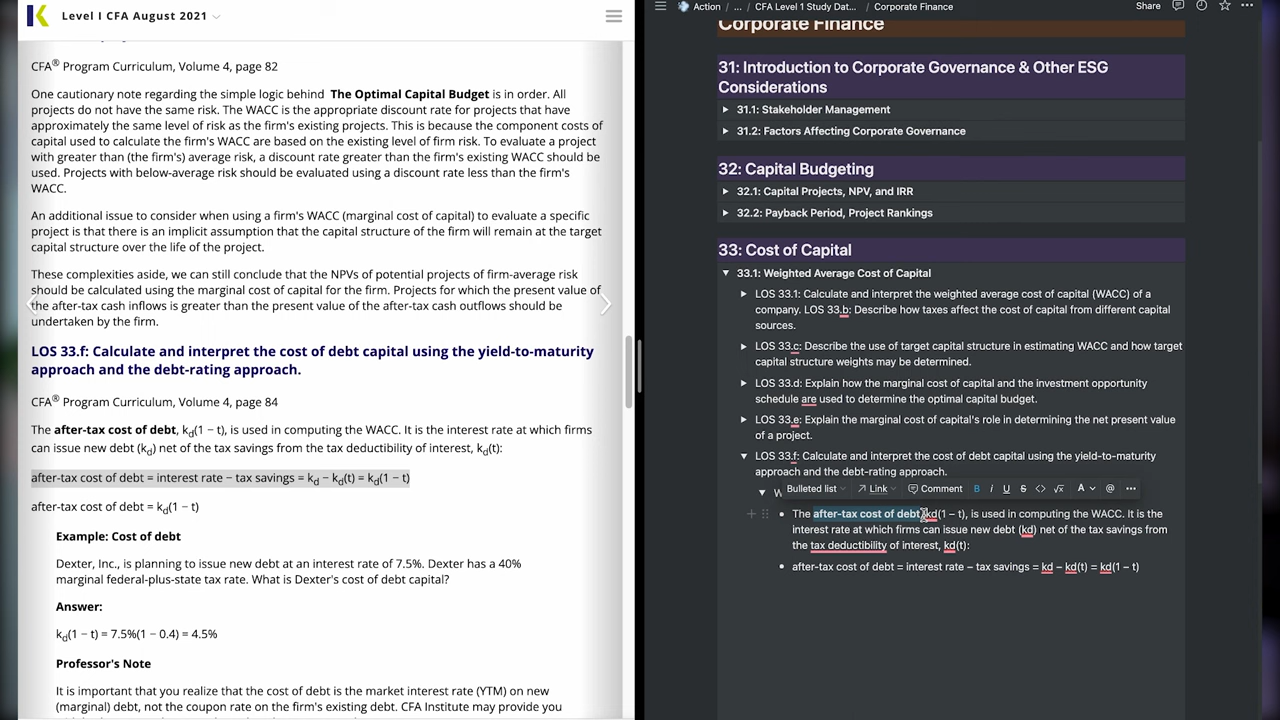 Level I CFA August 2021
CFA® Program Curriculum, Volume 4, page 82
One cautionary note regarding the simple logic behind The Optimal Capital Budget is in order. All
projects do not have the same risk. The WACC is the appropriate discount rate for projects that have
approximately the same level of risk as the firm's existing projects. This is because the component costs of
capital used to calculate the firm's WACC are based on the existing level of firm risk. To evaluate a project
with greater than (the firm's) average risk, a discount rate greater than the firm's existing WACC should be
used. Projects with below-average risk should be evaluated using a discount rate less than the firm's
WACC.
An additional issue to consider when using a firm's WACC (marginal cost of capital) to evaluate a specific
project is that there is an implicit assumption that the capital structure of the firm will remain at the target
capital structure over the life of the project.
These complexities aside, we can still conclude that the NPVs of potential projects of firm-average risk
should be calculated using the marginal cost of capital for the firm. Projects for which the present value of
the after-tax cash inflows is greater than the present value of the after-tax cash outflows should be
undertaken by the firm.
LOS 33.f: Calculate and interpret the cost of debt capital using the yield-to-maturity
approach and the debt-rating approach.
CFA® Program Curriculum, Volume 4, page 84
The after-tax cost of debt, kd(1 − t), is used in computing the WACC. It is the interest rate at which firms
can issue new debt (kd) net of the tax savings from the tax deductibility of interest, kd(t):
after-tax cost of debt = interest rate − tax savings = kd − kd(t) = kd(1 − t)
after-tax cost of debt = kd(1 − t)
Example: Cost of debt
Dexter, Inc., is planning to issue new debt at an interest rate of 7.5%. Dexter has a 40%
marginal federal-plus-state tax rate. What is Dexter's cost of debt capital?
Answer:
kd(1 − t) = 7.5%(1 − 0.4) = 4.5%
Professor's Note
It is important that you realize that the cost of debt is the market interest rate (YTM) on new
(marginal) debt, not the coupon rate on the firm's existing debt. CFA Institute may provide you
Action / ... / CFA Level 1 Study Dat... / Corporate Finance
Share
Corporate Finance
31: Introduction to Corporate Governance & Other ESG
Considerations
31.1: Stakeholder Management
31.2: Factors Affecting Corporate Governance
32: Capital Budgeting
32.1: Capital Projects, NPV, and IRR
32.2: Payback Period, Project Rankings
33: Cost of Capital
33.1: Weighted Average Cost of Capital
LOS 33.1: Calculate and interpret the weighted average cost of capital (WACC) of a
company. LOS 33.b: Describe how taxes affect the cost of capital from different capital
sources.
LOS 33.c: Describe the use of target capital structure in estimating WACC and how target
capital structure weights may be determined.
LOS 33.d: Explain how the marginal cost of capital and the investment opportunity
schedule are used to determine the optimal capital budget.
LOS 33.e: Explain the marginal cost of capital's role in determining the net present value
of a project.
LOS 33.f: Calculate and interpret the cost of debt capital using the yield-to-maturity
approach and the debt-rating approach.
Bulleted list Link Comment B i U S <> √x A @ •••
W
The after-tax cost of debt, kd(1 − t), is used in computing the WACC. It is the
interest rate at which firms can issue new debt (kd) net of the tax savings from
the tax deductibility of interest, kd(t):
after-tax cost of debt = interest rate − tax savings = kd − kd(t) = kd(1 − t)